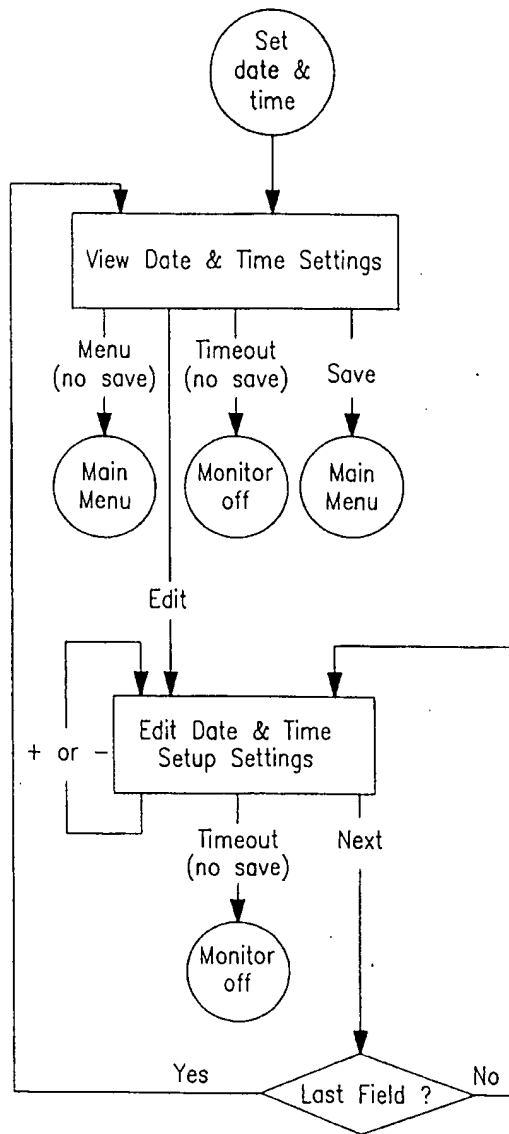 Set
date &
time
View Date & Time Settings
Menu
(no save)
Timeout
(no save)
Save
Main
Menu
Monitor
off
Main
Menu
Edit
+ or -
Edit Date & Time
Setup Settings
Timeout
(no save)
Next
Monitor
off
Yes
Last Field ?
No